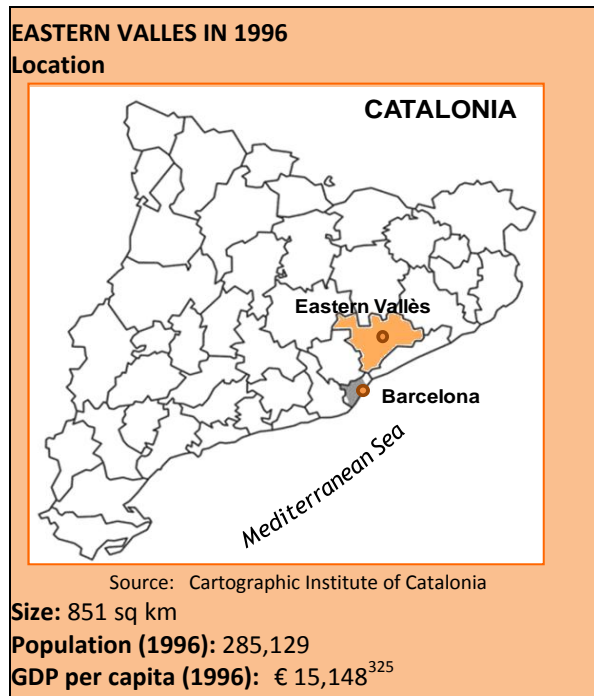 EASTERN VALLES IN 1996
Location
CATALONIA
Eastern Vallès
Barcelona
Mediterranean Sea
Source: Cartographic Institute of Catalonia
Size: 851 sq km
Population (1996): 285,129
GDP per capita (1996): € 15,148325